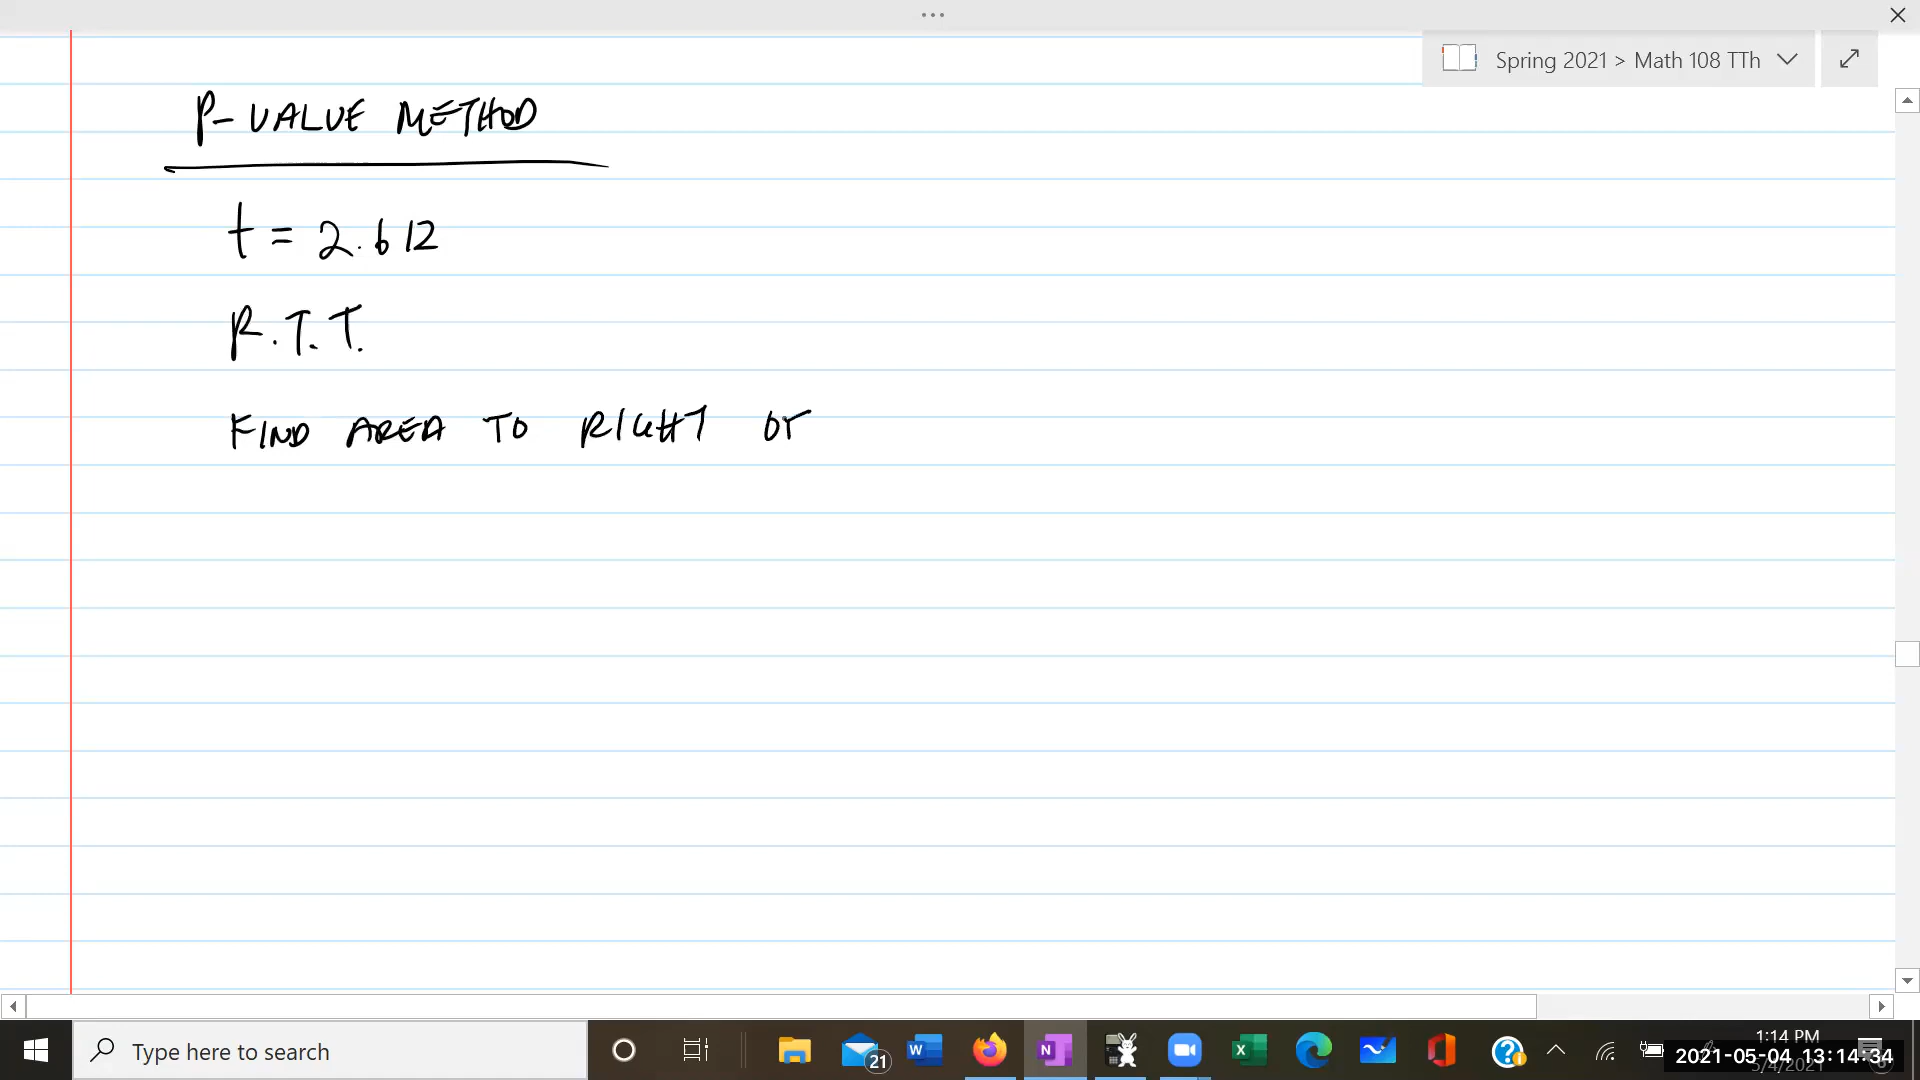 Spring 2021 > Math 108 TTh
P-VALUE METHOD
t = 2.612
R.T.T.
FIND AREA TO RIGHT OF
Type here to search
21
1:14 PM
2021-05-04 13:14:34